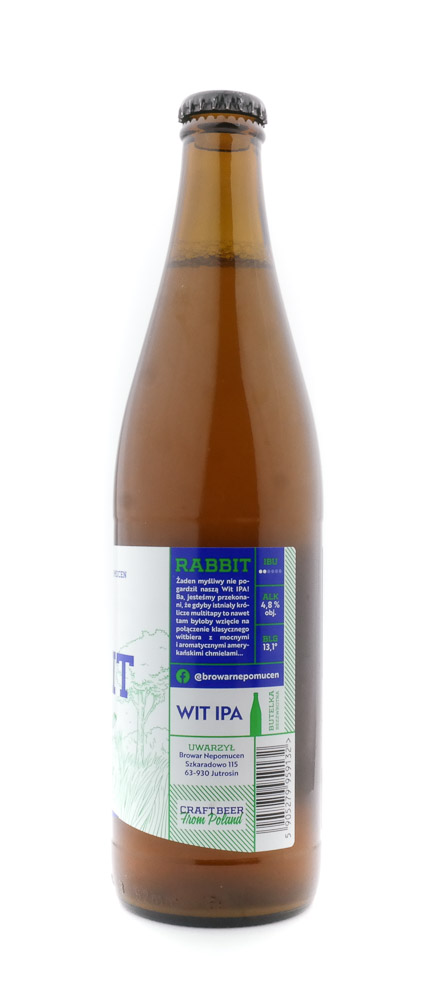 RABBIT
Żaden myśliwy nie po-
gardził naszą Wit IPA!
Ba, jesteśmy przekona-
ni, że gdyby istniały kró-
licze multitapy to nawet
tam byłoby wzięcie na
połączenie klasycznego
witbiera z mocnymi
i aromatycznymi amery-
kańskimi chmielami...
@browarnepomucen
IBU
ALK
4,8 %
obj.
BLG
13,1°
WIT IPA
BUTELKA
UWARZYŁ
Browar Nepomucen
Szkaradowo 115
63-930 Jutrosin
CRAFT BEER
from Poland
5 905279 959132 >